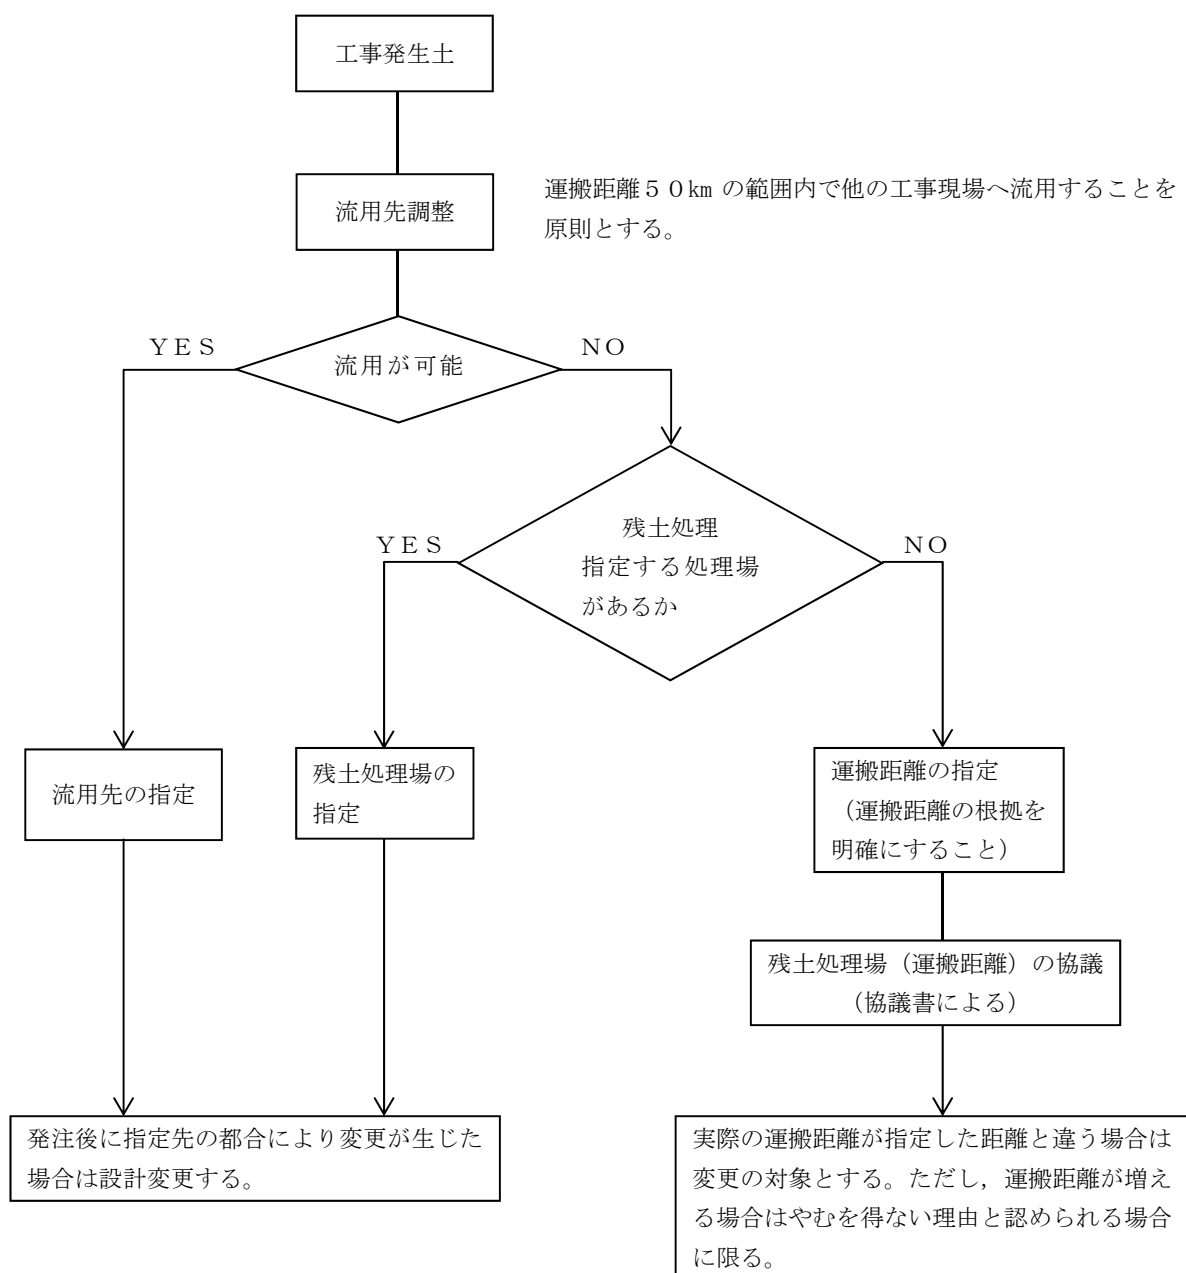 工事発生土
流用先調整
運搬距離５０㎞ の範囲内で他の工事現場へ流用することを
原則とする。
ＹＥＳ
流用が可能
ＮＯ
残土処理
指定する処理場
があるか
ＹＥＳ
ＮＯ
流用先の指定
残土処理場の
指定
運搬距離の指定
（運搬距離の根拠を
明確にすること）
残土処理場（運搬距離）の協議
（協議書による）
発注後に指定先の都合により変更が生じた
場合は設計変更する。
実際の運搬距離が指定した距離と違う場合は
変更の対象とする。ただし，運搬距離が増え
る場合はやむを得ない理由と認められる場合
に限る。